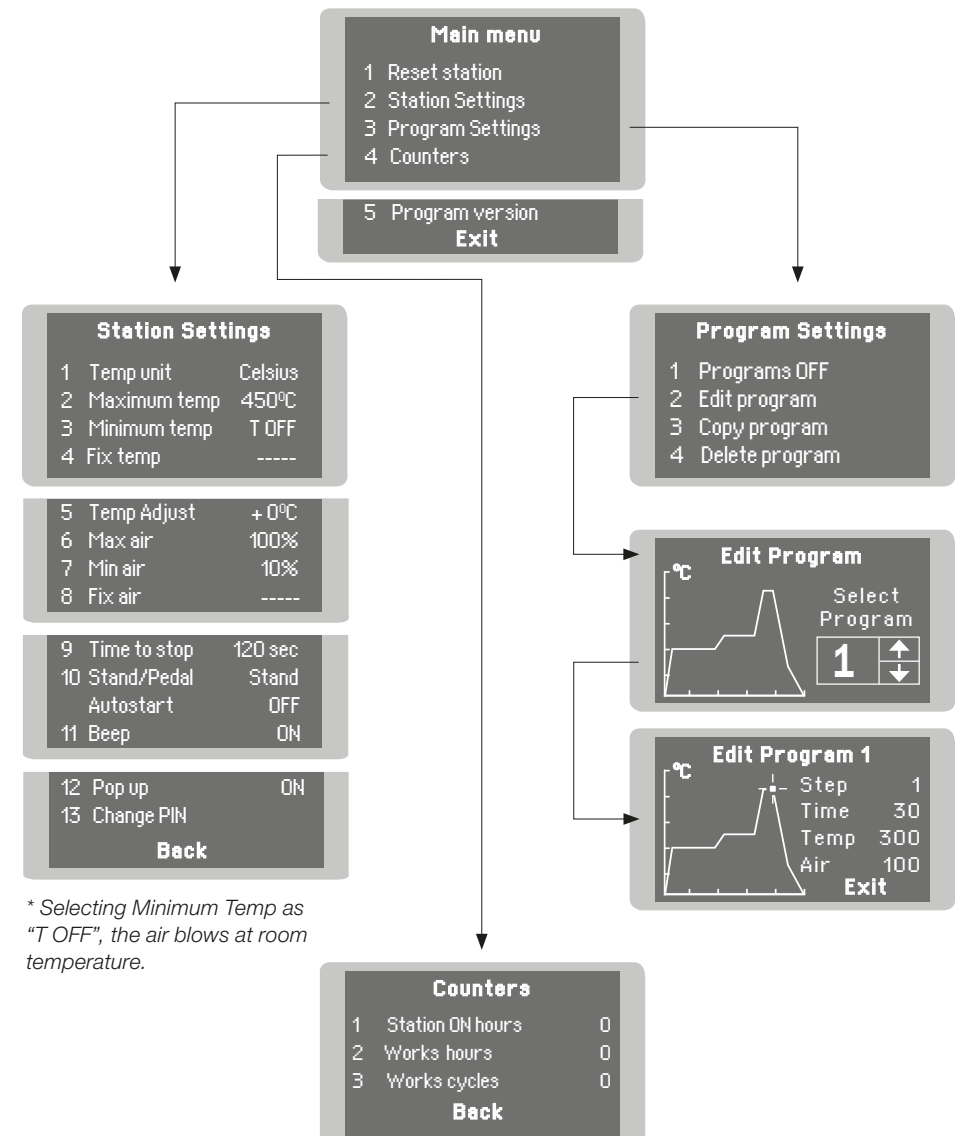 Main menu
1 Reset station
2 Station Settings
3 Program Settings
4 Counters
5 Program version
Exit
Station Settings
1 Temp unit Celsius
2 Maximum temp 450ºC
3 Minimum temp T OFF
4 Fix temp -----
5 Temp Adjust + 0ºC
6 Max air 100%
7 Min air 10%
8 Fix air -----
9 Time to stop 120 sec
10 Stand/Pedal Stand
Autostart OFF
11 Beep ON
12 Pop up ON
13 Change PIN
Back
* Selecting Minimum Temp as
“T OFF”, the air blows at room
temperature.
Program Settings
1 Programs OFF
2 Edit program
3 Copy program
4 Delete program
Edit Program
ºC
Select
Program
1
Edit Program 1
ºC
Step 1
Time 30
Temp 300
Air 100
Exit
Counters
1 Station ON hours 0
2 Works hours 0
3 Works cycles 0
Back